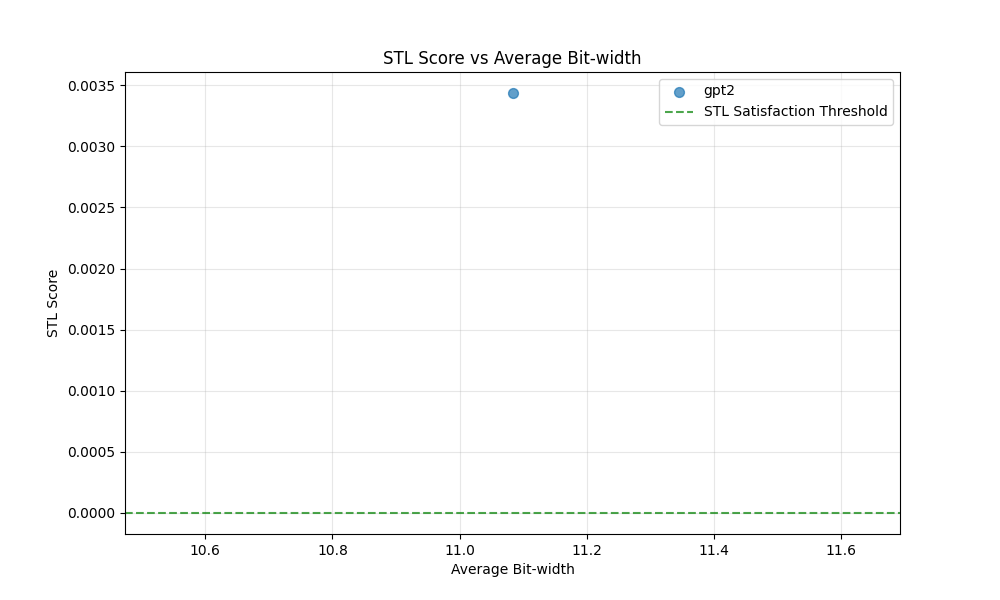 STL Score vs Average Bit-width
gpt2
STL Satisfaction Threshold
0.0035
0.0030
0.0025
0.0020
0.0015
0.0010
0.0005
0.0000
STL Score
10.6
10.8
11.0
11.2
11.4
11.6
Average Bit-width